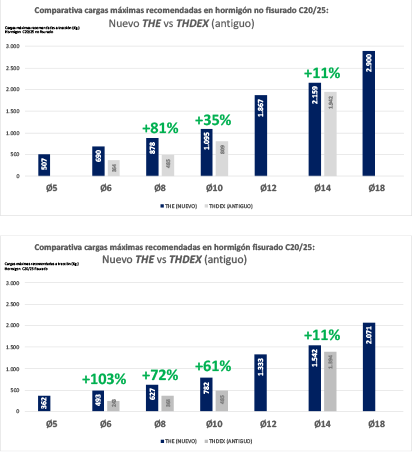 Comparativa cargas máximas recomendadas en hormigón no fisurado C20/25:
Nuevo THE vs THDEX (antiguo)
Cargas máximas recomendadas a tracción (Kg.)
Hormigón C20/25 no fisurado
3.000
2.500
2.000
1.500
1.000
500
0
+81%
+35%
+11%
507
690
878
485
1.095
809
1.867
2.159
1.942
2.900
Ø5
Ø6
Ø8
Ø10
Ø12
Ø14
Ø18
THE (NUEVO)
THDEX (ANTIGUO)
Comparativa cargas máximas recomendadas en hormigón fisurado C20/25:
Nuevo THE vs THDEX (antiguo)
Cargas máximas recomendadas a tracción (Kg.)
Hormigón C20/25 fisurado
3.000
2.500
2.000
1.500
1.000
500
0
+103%
+72%
+61%
+11%
362
493
627
782
1.333
1.542
1.394
2.071
Ø5
Ø6
Ø8
Ø10
Ø12
Ø14
Ø18
THE (NUEVO)
THDEX (ANTIGUO)